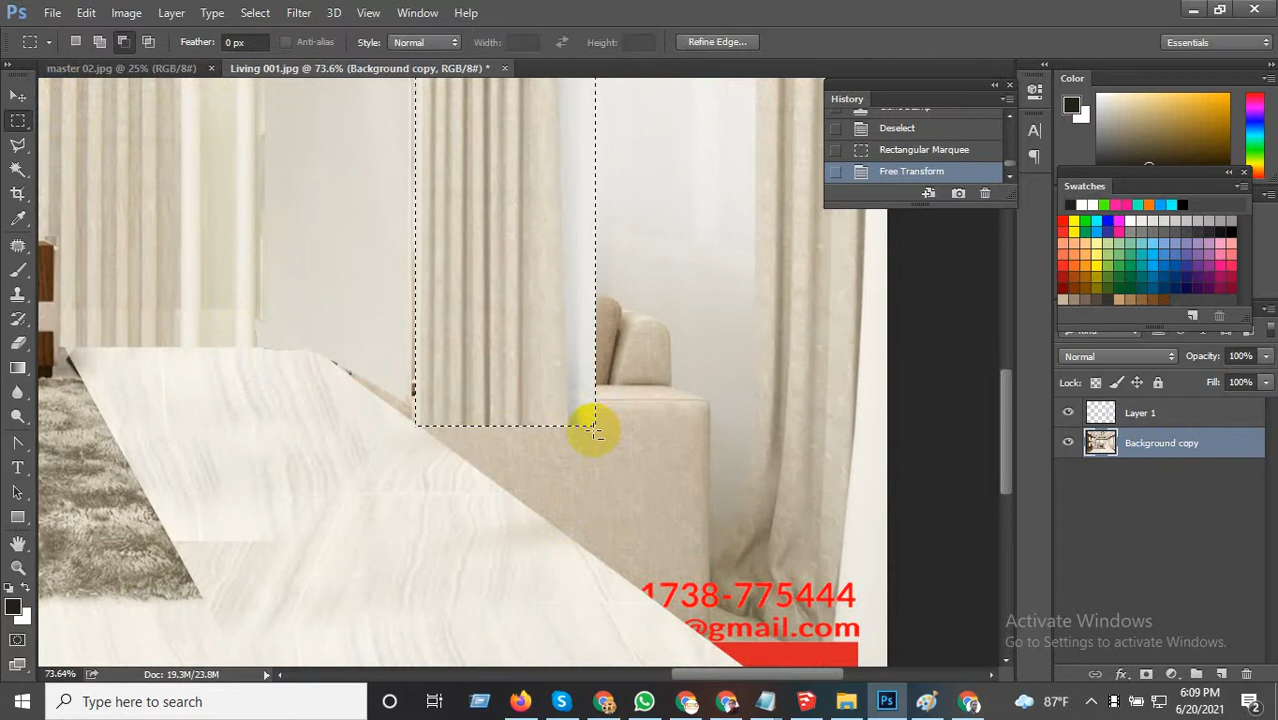 Ps File Edit Image Layer Type Select Filter 3D View Window Help
Feather: 0 px Anti-alias Style: Normal Width: Height: Refine Edge... Essentials
master 02.jpg @ 25% (RGB/8#) × Living 001.jpg @ 73.6% (Background copy, RGB/8#) * ×
Color
History
Deselect
Rectangular Marquee
Free Transform
Swatches
Normal Opacity: 100%
Lock: Fill: 100%
Layer 1
Background copy
1738-775444
@gmail.com
Activate Windows
Go to Settings to activate Windows.
73.64% Doc: 19.3M/23.8M
Type here to search
87°F
6:09 PM
6/20/2021
2